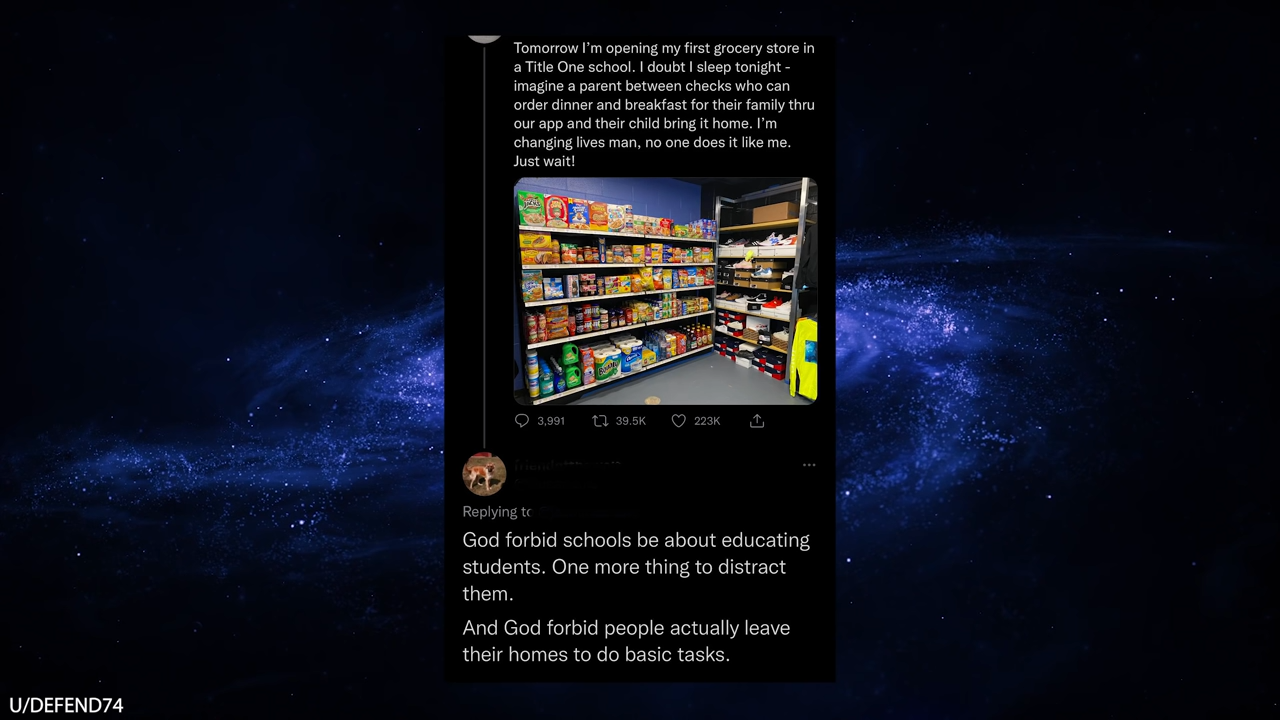 Tomorrow I'm opening my first grocery store in
a Title One school. I doubt I sleep tonight -
imagine a parent between checks who can
order dinner and breakfast for their family thru
our app and their child bring it home. I'm
changing lives man, no one does it like me.
Just wait!
3,991 39.5K 223K
Replying to
God forbid schools be about educating
students. One more thing to distract
them.
And God forbid people actually leave
their homes to do basic tasks.
U/DEFEND74